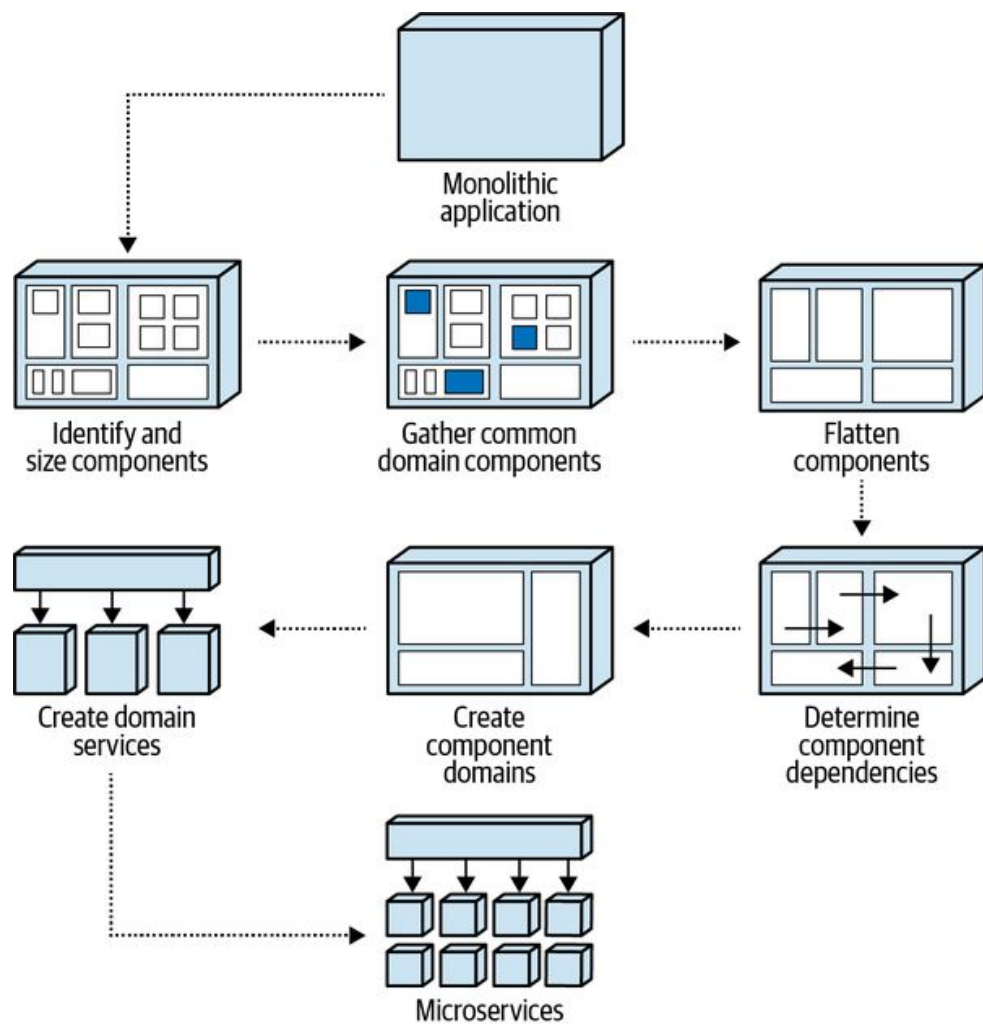 Monolithic
application
Identify and
size components
Gather common
domain components
Flatten
components
Determine
component
dependencies
Create
component
domains
Create domain
services
Microservices